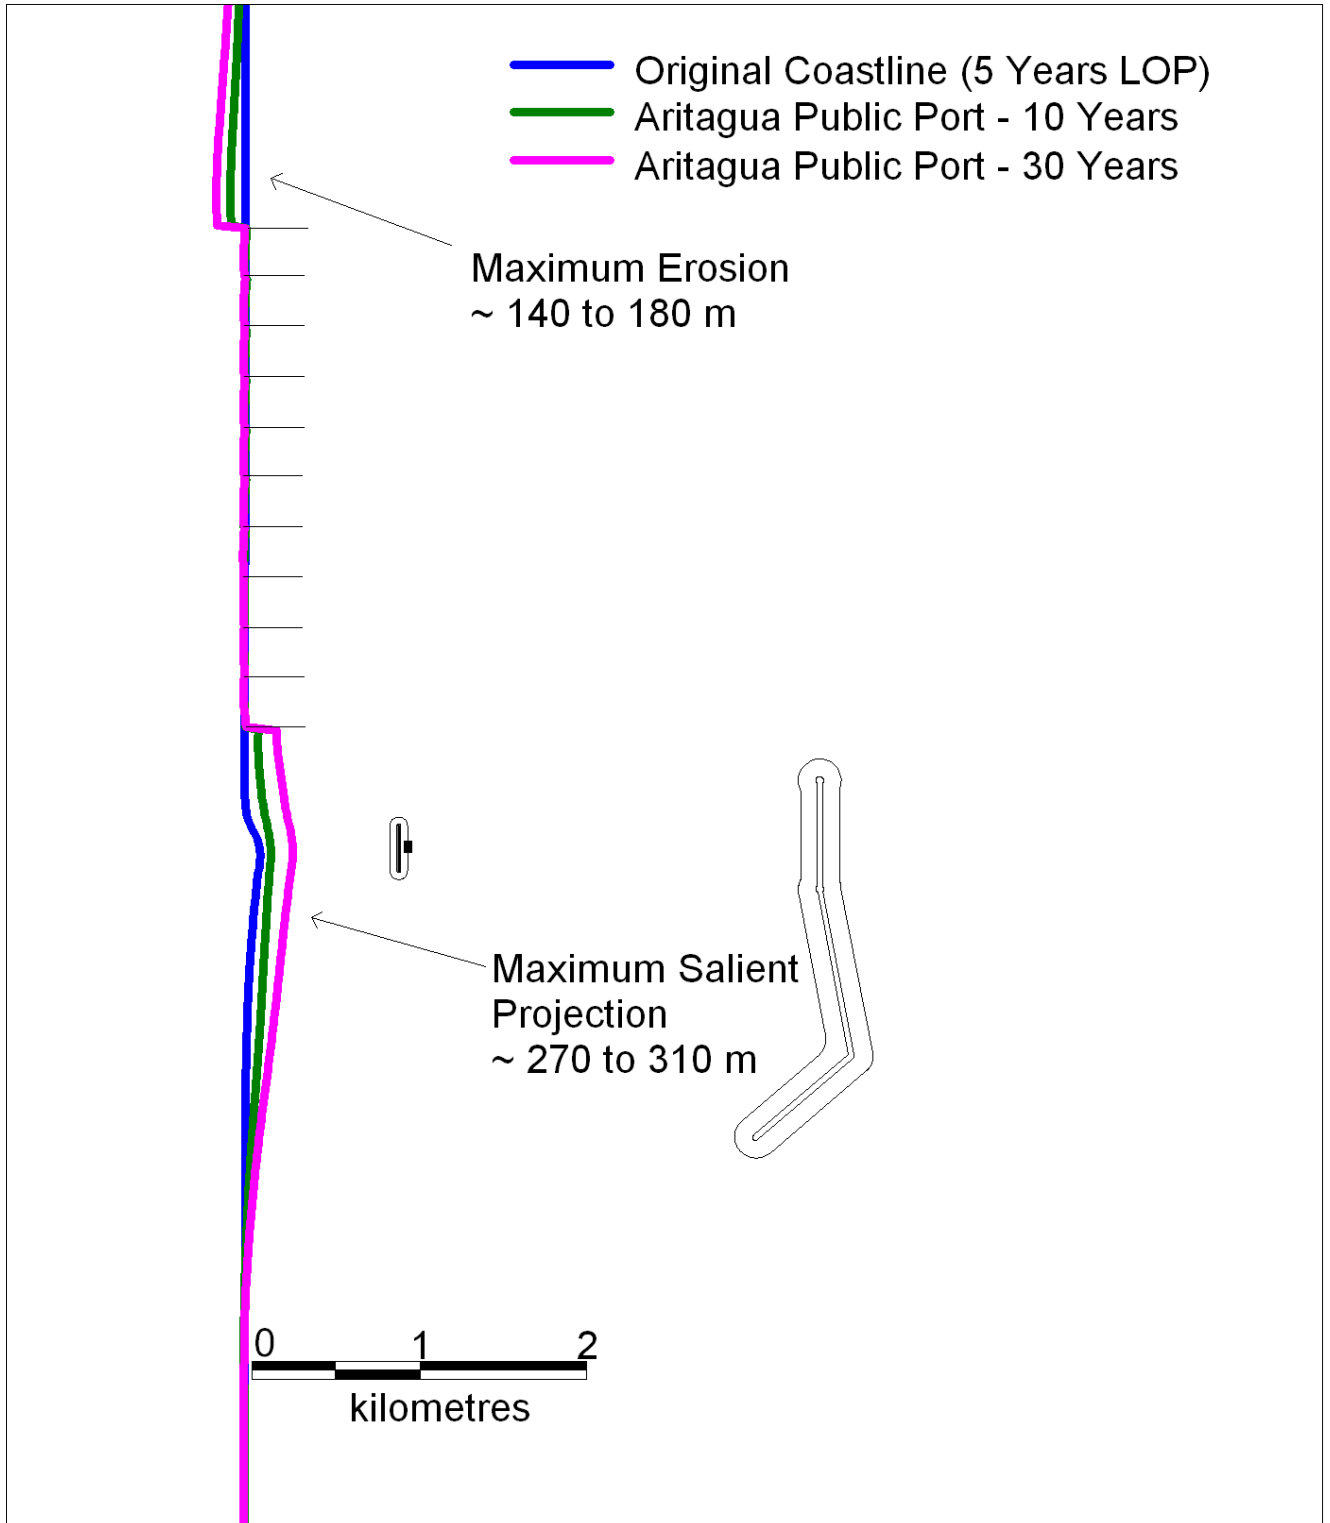 Original Coastline (5 Years LOP)
Aritagua Public Port - 10 Years
Aritagua Public Port - 30 Years
Maximum Erosion
~ 140 to 180 m
Maximum Salient
Projection
~ 270 to 310 m
0 1 2
kilometres